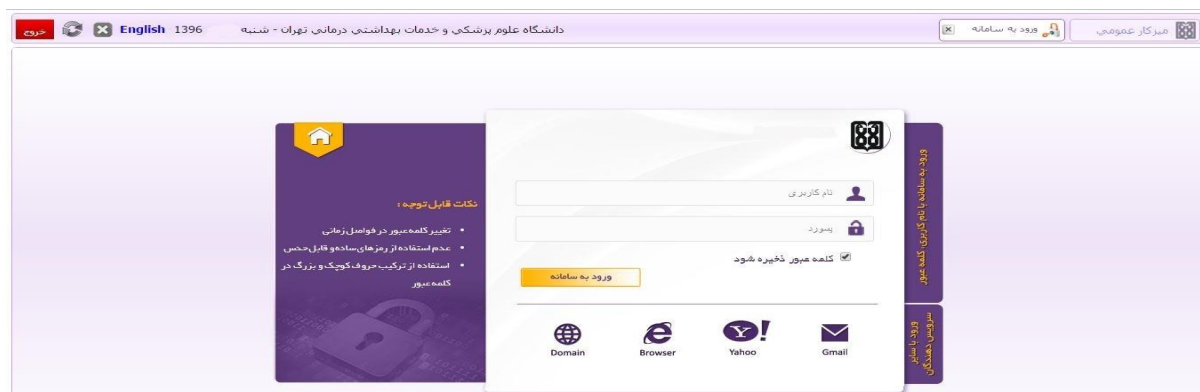 میزکار عمومی
ورود به سامانه
دانشگاه علوم پزشکی و خدمات بهداشتی درمانی تهران - شنبه
1396
English
خروج
ورود به سامانه با نام کاربری، کلمه عبور
نام کاربری
پسورد
کلمه عبور ذخیره شود
ورود به سامانه
Domain
Browser
Yahoo
Gmail
ورود با سایر
سرویس دهندگان
نکات قابل توجه :
تغییر کلمه عبور در فواصل زمانی
عدم استفاده از رمزهای ساده و قابل حدس
استفاده از ترکیب حروف کوچک و بزرگ در
کلمه عبور